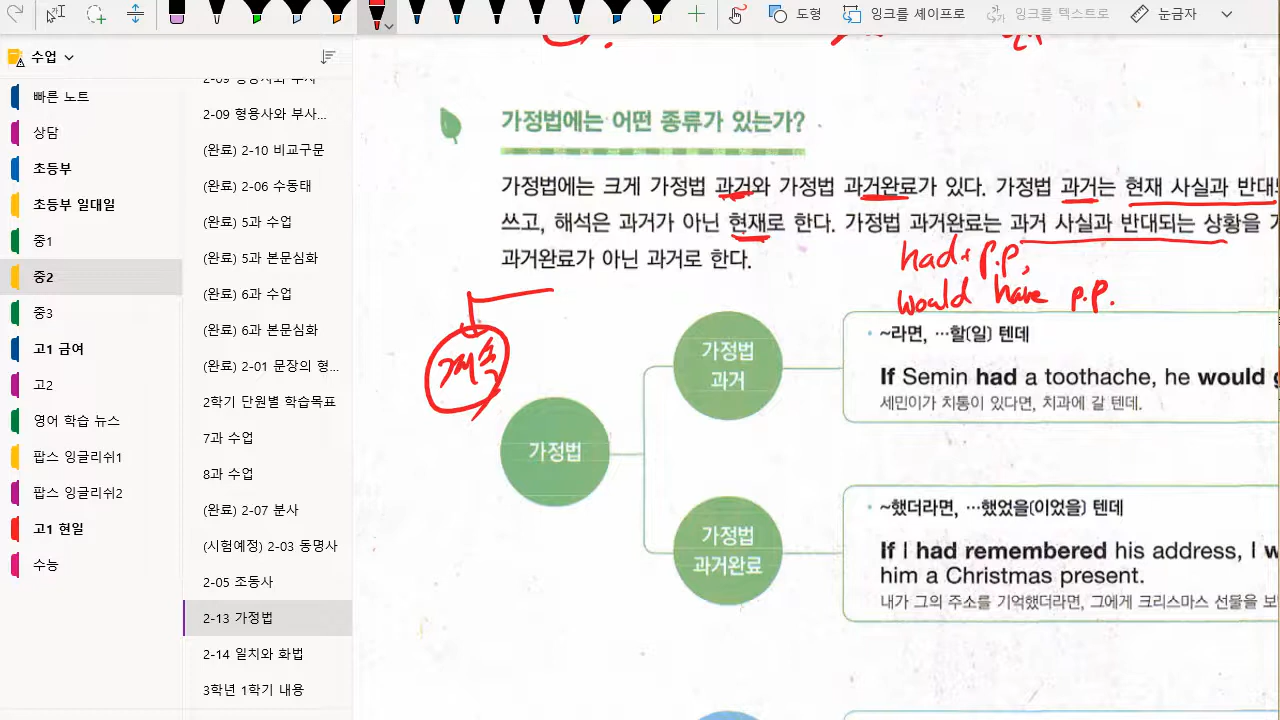 도형
잉크를 셰이프로
잉크를 텍스트로
눈금자
수업
빠른 노트
상담
초등부
초등부 일대일
중1
중2
중3
고1 금여
고2
영어 학습 뉴스
팝스 잉글리쉬1
팝스 잉글리쉬2
고1 현일
수능
2-09 형용사와 부사
2-09 형용사와 부사...
(완료) 2-10 비교구문
(완료) 2-06 수동태
(완료) 5과 수업
(완료) 5과 본문심화
(완료) 6과 수업
(완료) 6과 본문심화
(완료) 2-01 문장의 형...
2학기 단원별 학습목표
7과 수업
8과 수업
(완료) 2-07 분사
(시험예정) 2-03 동명사
2-05 조동사
2-13 가정법
2-14 일치와 화법
3학년 1학기 내용
가정법에는 어떤 종류가 있는가?
가정법에는 크게 가정법 과거와 가정법 과거완료가 있다. 가정법 과거는 현재 사실과 반대
쓰고, 해석은 과거가 아닌 현재로 한다. 가정법 과거완료는 과거 사실과 반대되는 상황을
과거완료가 아닌 과거로 한다.
had + p.p,
would have p.p.
계속
가정법
과거
~라면, …할(일) 텐데
If Semin had a toothache, he would
세민이가 치통이 있다면, 치과에 갈 텐데.
가정법
가정법
과거완료
~했더라면, …했었을(이었을) 텐데
If I had remembered his address, I
him a Christmas present.
내가 그의 주소를 기억했더라면, 그에게 크리스마스 선물을 보